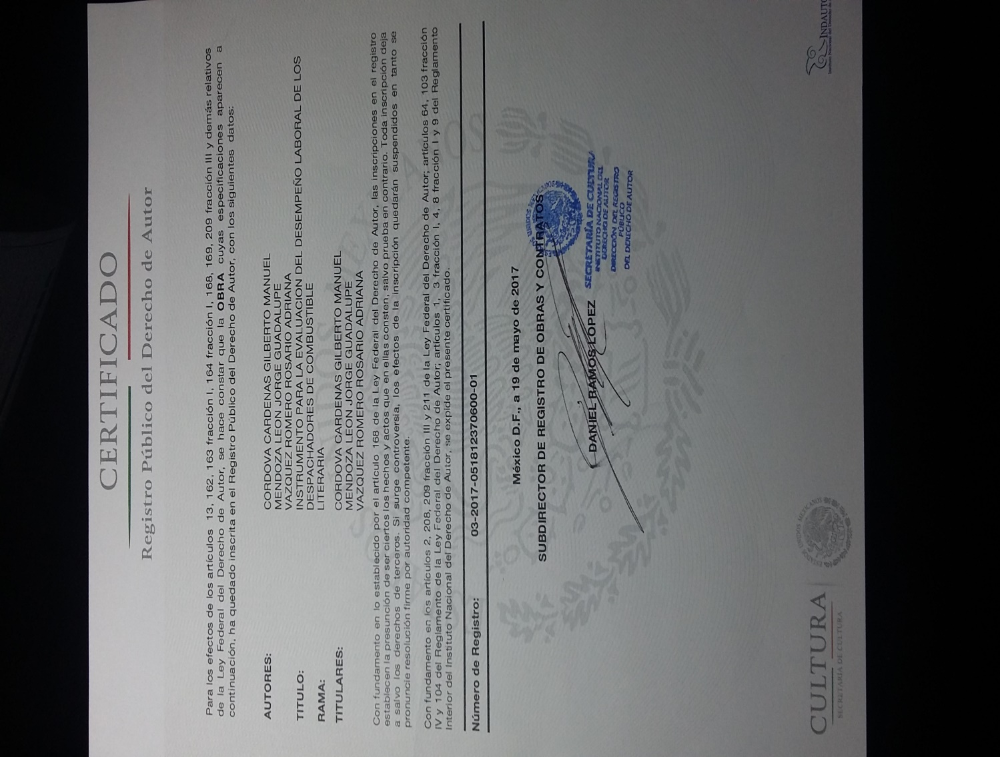 CERTIFICADO
Registro Público del Derecho de Autor
Para los efectos de los artículos 13, 162, 163 fracción I, 164 fracción I, 168, 169, 209 fracción III y demás relativos
de la Ley Federal del Derecho de Autor, se hace constar que la OBRA cuyas especificaciones aparecen a
continuación, ha quedado inscrita en el Registro Público del Derecho de Autor, con los siguientes datos:
AUTORES: CORDOVA CARDENAS GILBERTO MANUEL
MENDOZA LEON JORGE GUADALUPE
VAZQUEZ ROMERO ROSARIO ADRIANA
TITULO: INSTRUMENTO PARA LA EVALUACION DEL DESEMPEÑO LABORAL DE LOS
DESPACHADORES DE COMBUSTIBLE
RAMA: LITERARIA
TITULARES: CORDOVA CARDENAS GILBERTO MANUEL
MENDOZA LEON JORGE GUADALUPE
VAZQUEZ ROMERO ROSARIO ADRIANA
Con fundamento en lo establecido por el artículo 168 de la Ley Federal del Derecho de Autor, las inscripciones en el registro
establecen la presunción de ser ciertos los hechos y actos que en ellas consten, salvo prueba en contrario. Toda inscripción deja
a salvo los derechos de terceros. Si surge controversia, los efectos de la inscripción quedarán suspendidos en tanto se
pronuncie resolución firme por autoridad competente.
Con fundamento en los artículos 2, 208, 209 fracción III y 211 de la Ley Federal del Derecho de Autor; artículos 64, 103 fracción
IV y 104 del Reglamento de la Ley Federal del Derecho de Autor; artículos 1, 3 fracción I, 4, 8 fracción I y 9 del Reglamento
Interior del Instituto Nacional del Derecho de Autor, se expide el presente certificado.
Número de Registro: 03-2017-051812370600-01
México D.F., a 19 de mayo de 2017
SUBDIRECTOR DE REGISTRO DE OBRAS Y CONTRATOS
DANIEL RAMOS LOPEZ
SECRETARÍA DE CULTURA
INSTITUTO NACIONAL DEL
DERECHO DE AUTOR
DIRECCIÓN DEL REGISTRO
PÚBLICO
DEL DERECHO DE AUTOR
CULTURA
SECRETARÍA DE CULTURA
ESTADOS UNIDOS MEXICANOS